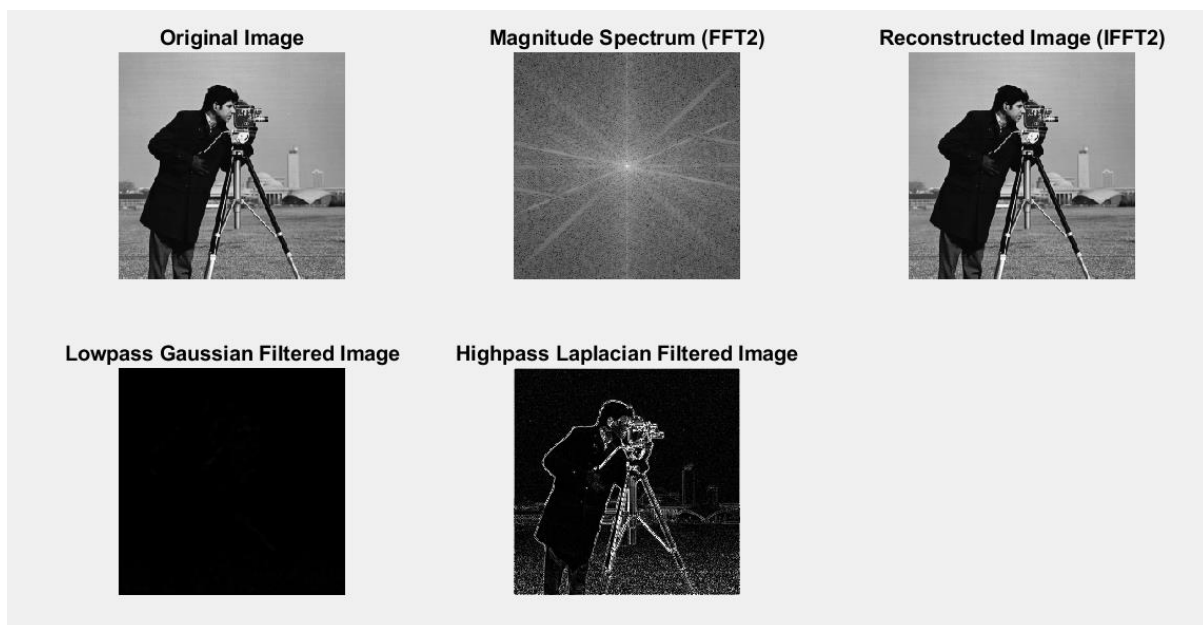 Original Image
Magnitude Spectrum (FFT2)
Reconstructed Image (IFFT2)
Lowpass Gaussian Filtered Image
Highpass Laplacian Filtered Image